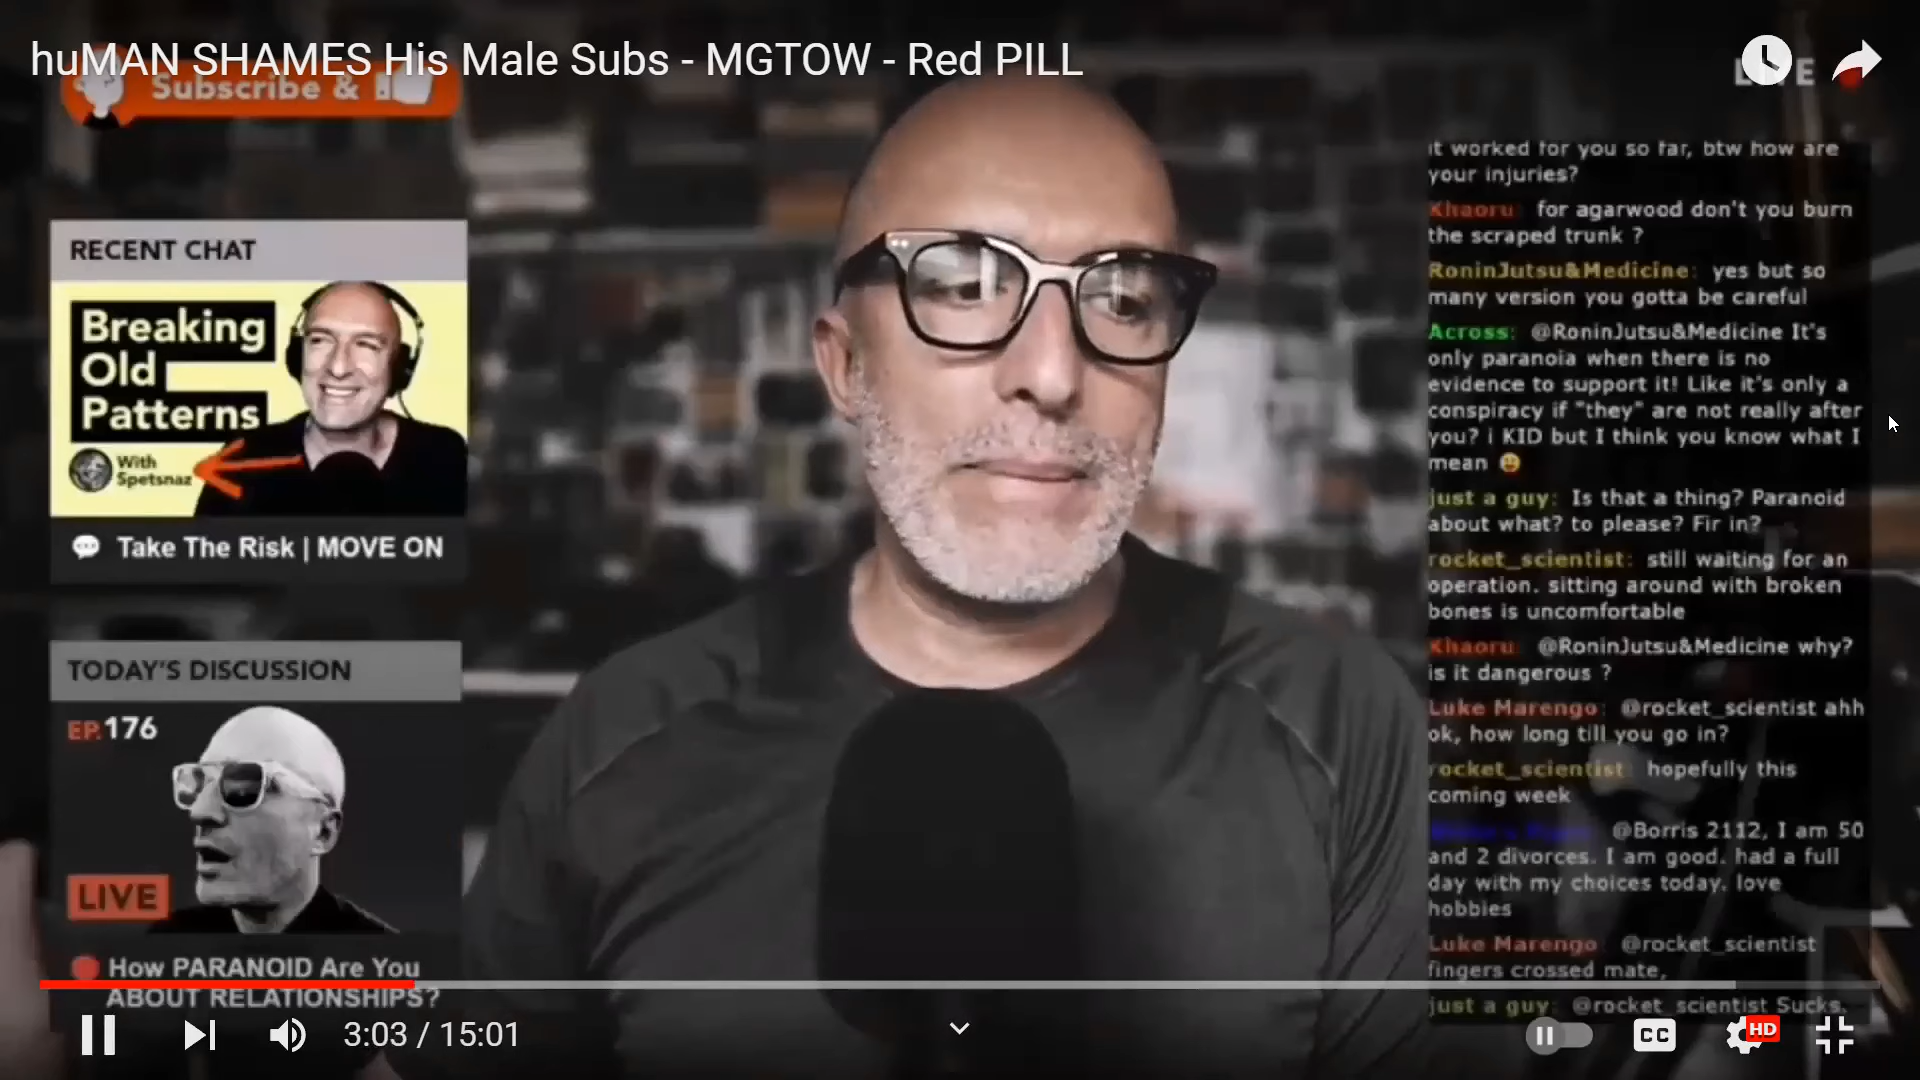 huMAN SHAMES His Male Subs - MGTOW - Red PILL
Subscribe &
RECENT CHAT
Breaking
Old
Patterns
With
Spetsnaz
Take The Risk | MOVE ON
TODAY'S DISCUSSION
EP.176
LIVE
How PARANOID Are You
ABOUT RELATIONSHIPS?
LIVE
it worked for you so far, btw how are
your injuries?
Khaoru: for agarwood don't you burn
the scraped trunk ?
RoninJutsu&Medicine: yes but so
many version you gotta be careful
Across: @RoninJutsu&Medicine It's
only paranoia when there is no
evidence to support it! Like it's only a
conspiracy if "they" are not really after
you? i KID but I think you know what I
mean 😀
just a guy: Is that a thing? Paranoid
about what? to please? Fir in?
rocket_scientist: still waiting for an
operation. sitting around with broken
bones is uncomfortable
Khaoru: @RoninJutsu&Medicine why?
is it dangerous ?
Luke Marengo: @rocket_scientist ahh
ok, how long till you go in?
rocket_scientist: hopefully this
coming week
@Borris 2112, I am 50
and 2 divorces. I am good. had a full
day with my choices today. love
hobbies
Luke Marengo: @rocket_scientist
fingers crossed mate,
just a guy: @rocket_scientist Sucks.
3:03 / 15:01
CC
HD